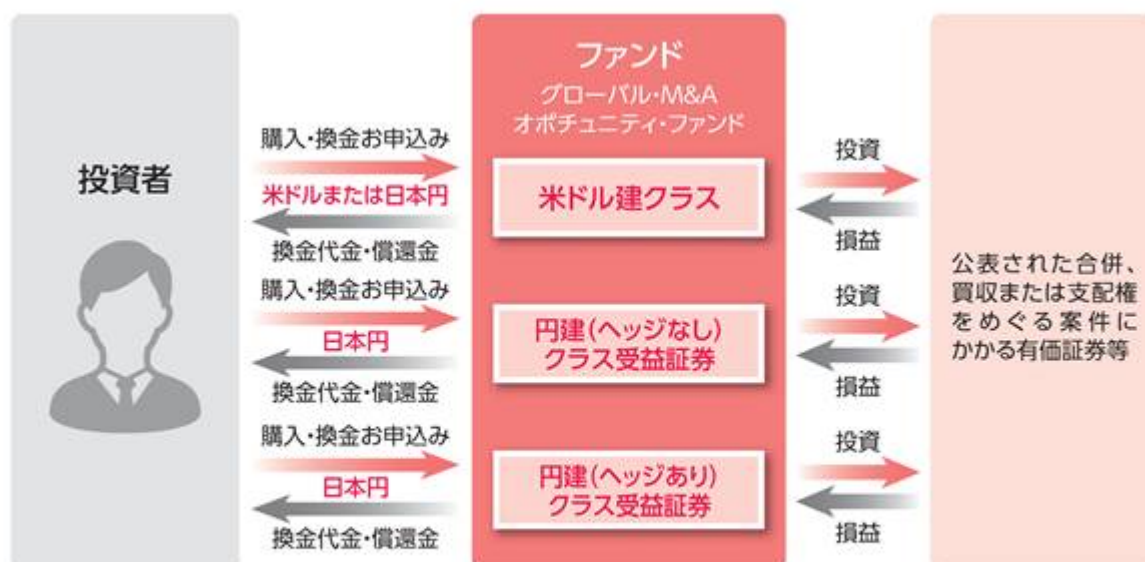 投資者
購入・換金お申込み
米ドルまたは日本円
換金代金・償還金
購入・換金お申込み
日本円
換金代金・償還金
購入・換金お申込み
日本円
換金代金・償還金
ファンド
グローバル・M&A
オポチュニティ・ファンド
米ドル建クラス
円建(ヘッジなし)
クラス受益証券
円建(ヘッジあり)
クラス受益証券
投資
損益
投資
損益
投資
損益
公表された合併、
買収または支配権
をめぐる案件に
かかる有価証券等